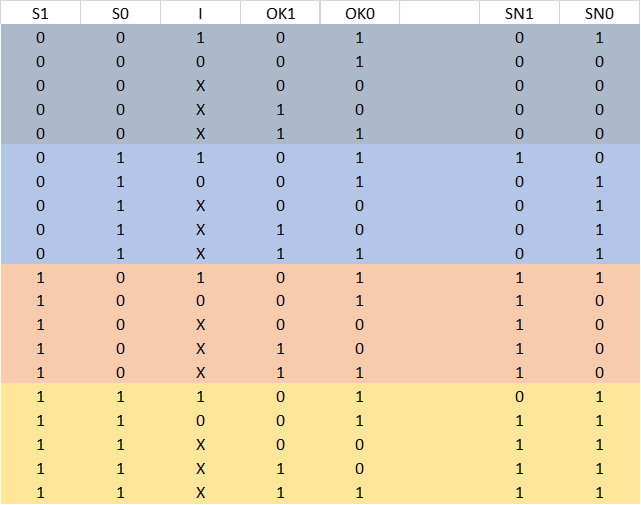 S1 S0 I OK1 OK0 SN1 SN0
0 0 1 0 1 0 1
0 0 0 0 1 0 0
0 0 X 0 0 0 0
0 0 X 1 0 0 0
0 0 X 1 1 0 0
0 1 1 0 1 1 0
0 1 0 0 1 0 1
0 1 X 0 0 0 1
0 1 X 1 0 0 1
0 1 X 1 1 0 1
1 0 1 0 1 1 1
1 0 0 0 1 1 0
1 0 X 0 0 1 0
1 0 X 1 0 1 0
1 0 X 1 1 1 0
1 1 1 0 1 0 1
1 1 0 0 1 1 1
1 1 X 0 0 1 1
1 1 X 1 0 1 1
1 1 X 1 1 1 1